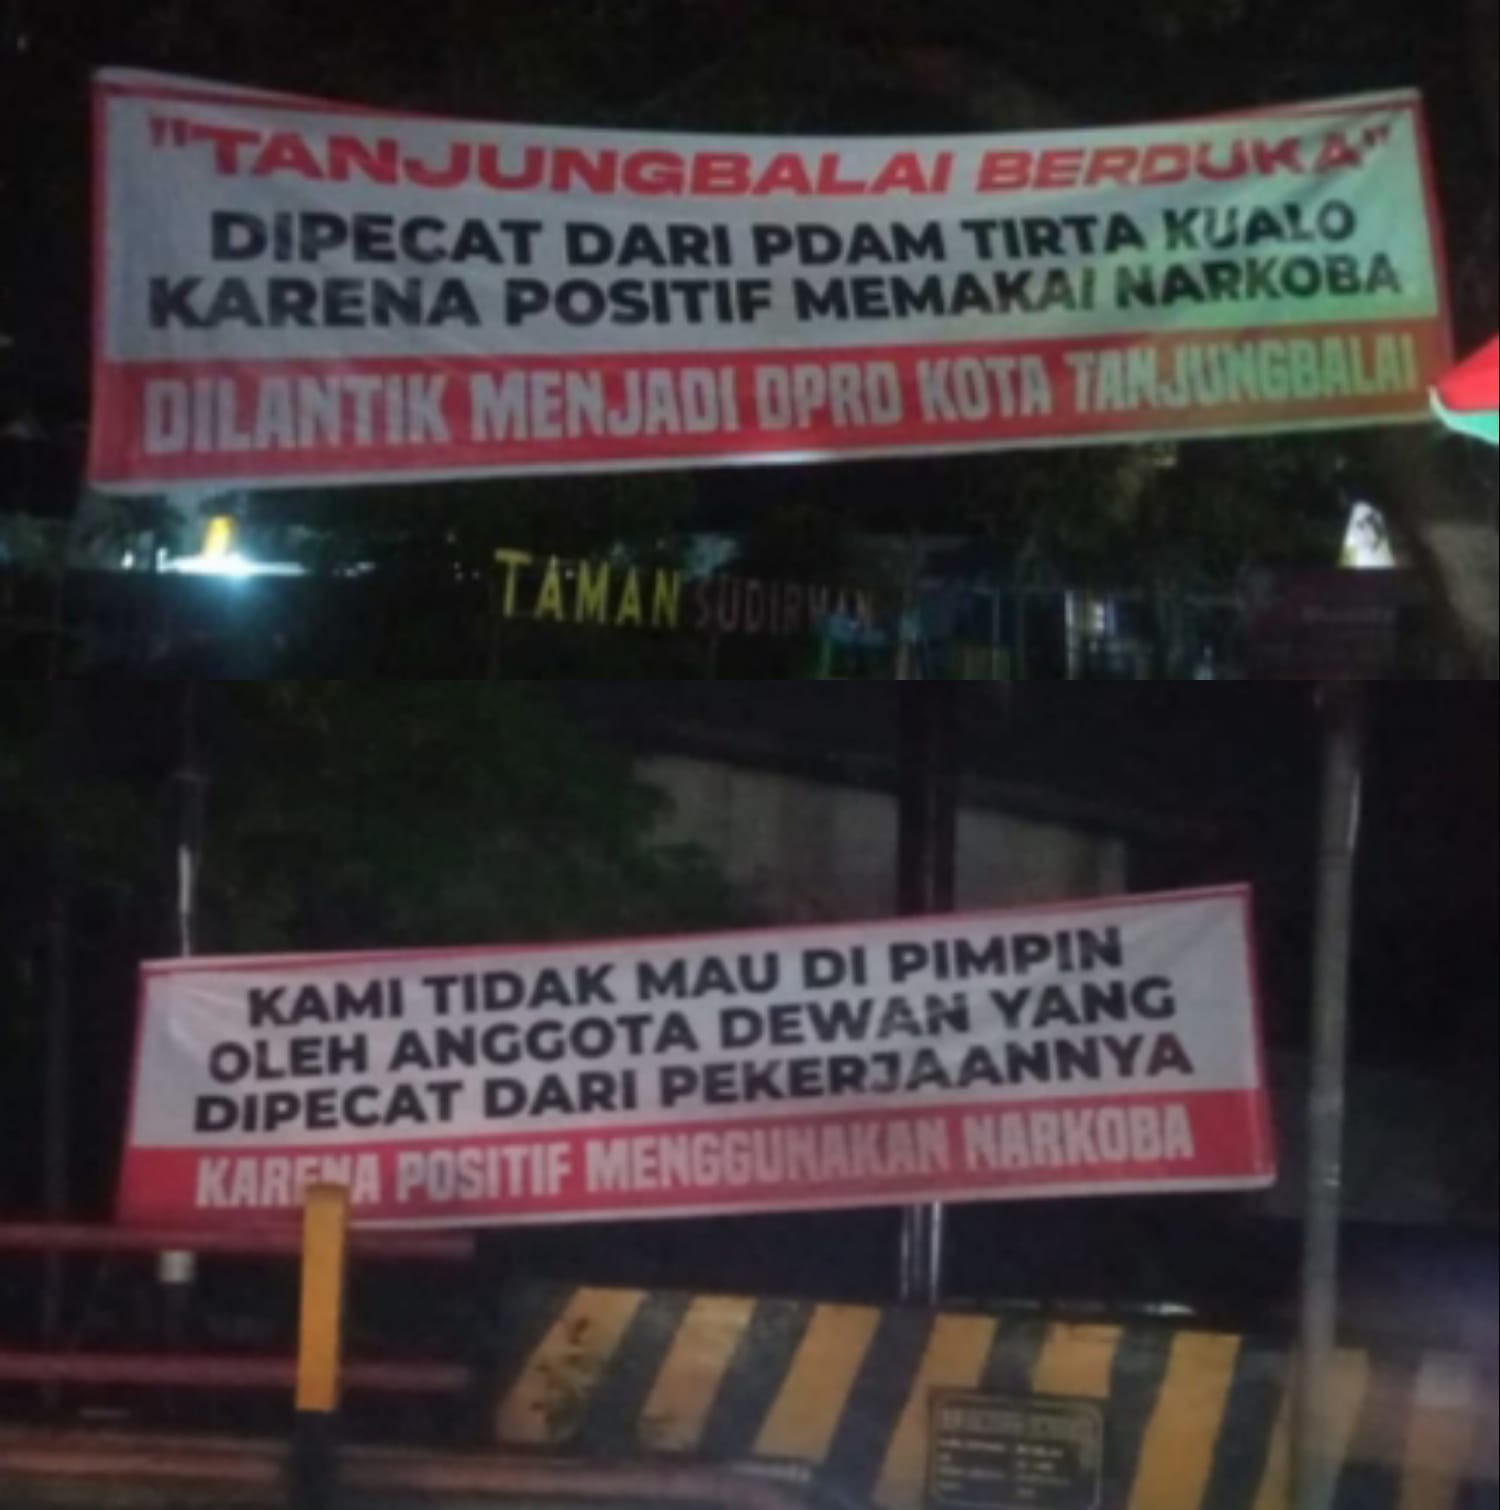 "TANJUNGBALAI BERDUKA"
DIPECAT DARI PDAM TIRTA KUALO
KARENA POSITIF MEMAKAI NARKOBA
DILANTIK MENJADI DPRD KOTA TANJUNGBALAI
TAMAN SUDIRMAN
KAMI TIDAK MAU DI PIMPIN
OLEH ANGGOTA DEWAN YANG
DIPECAT DARI PEKERJAANNYA
KARENA POSITIF MENGGUNAKAN NARKOBA